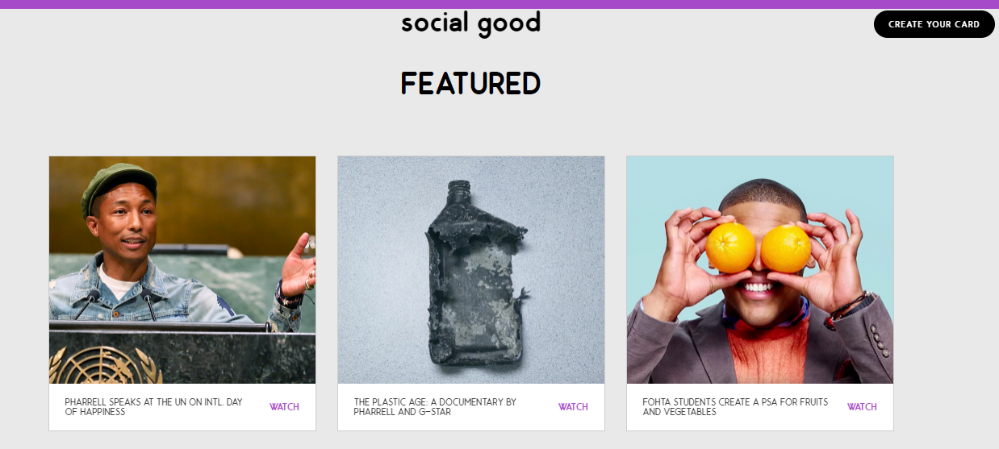 social good
CREATE YOUR CARD
FEATURED
PHARRELL SPEAKS AT THE UN ON INTL. DAY
OF HAPPINESS
WATCH
THE PLASTIC AGE: A DOCUMENTARY BY
PHARRELL AND G-STAR
WATCH
FOHTA STUDENTS CREATE A PSA FOR FRUITS
AND VEGETABLES
WATCH